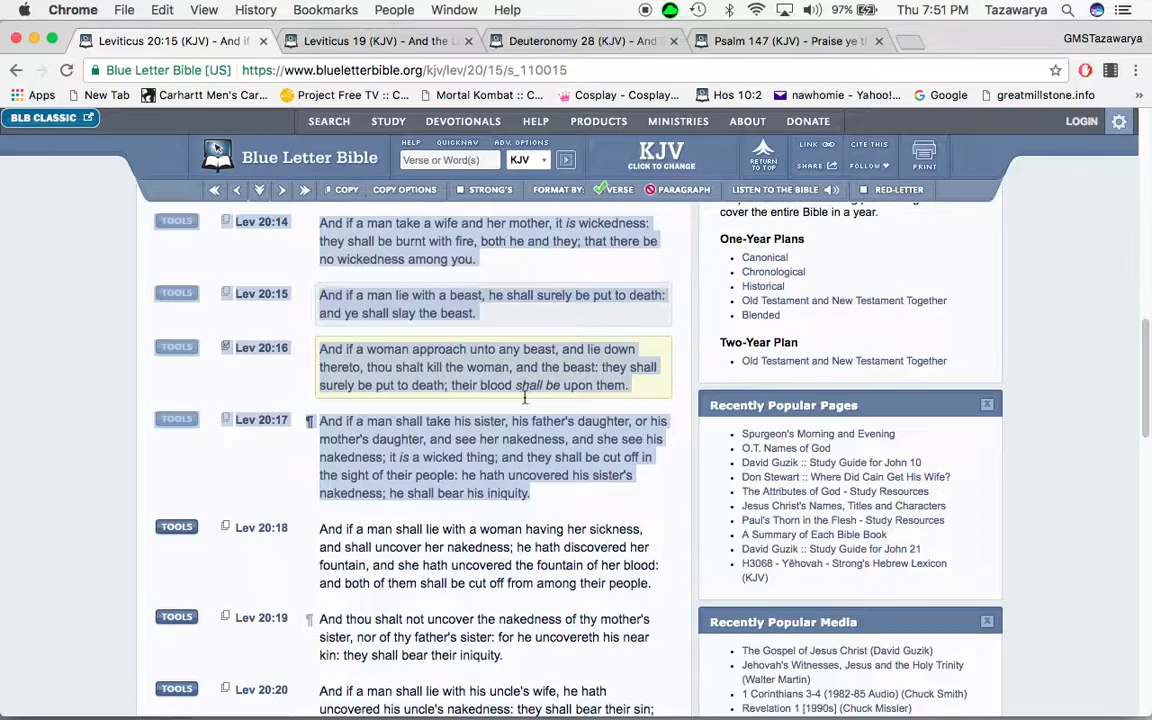 Chrome File Edit View History Bookmarks People Window Help 97% Thu 7:51 PM Tazawarya
Leviticus 20:15 (KJV) - And if Leviticus 19 (KJV) - And the L Deuteronomy 28 (KJV) - And Psalm 147 (KJV) - Praise ye th GMSTazawarya
Blue Letter Bible [US] https://www.blueletterbible.org/kjv/lev/20/15/s_110015
Apps New Tab Carhartt Men's Car... Project Free TV :: C... Mortal Kombat :: C... Cosplay - Cosplay... Hos 10:2 nawhomie - Yahoo!... Google greatmillstone.info »
BLB CLASSIC SEARCH STUDY DEVOTIONALS HELP PRODUCTS MINISTRIES ABOUT DONATE LOGIN
Blue Letter Bible
HELP QUICKNAV ADV. OPTIONS
Verse or Word(s) KJV
KJV
CLICK TO CHANGE
RETURN TO TOP
LINK CITE THIS
SHARE FOLLOW
PRINT
COPY COPY OPTIONS STRONG'S FORMAT BY: VERSE PARAGRAPH LISTEN TO THE BIBLE RED-LETTER
TOOLS Lev 20:14 And if a man take a wife and her mother, it is wickedness:
they shall be burnt with fire, both he and they; that there be
no wickedness among you.
TOOLS Lev 20:15 And if a man lie with a beast, he shall surely be put to death:
and ye shall slay the beast.
TOOLS Lev 20:16 And if a woman approach unto any beast, and lie down
thereto, thou shalt kill the woman, and the beast: they shall
surely be put to death; their blood shall be upon them.
TOOLS Lev 20:17 ¶ And if a man shall take his sister, his father's daughter, or his
mother's daughter, and see her nakedness, and she see his
nakedness; it is a wicked thing; and they shall be cut off in
the sight of their people: he hath uncovered his sister's
nakedness; he shall bear his iniquity.
TOOLS Lev 20:18 And if a man shall lie with a woman having her sickness,
and shall uncover her nakedness; he hath discovered her
fountain, and she hath uncovered the fountain of her blood:
and both of them shall be cut off from among their people.
TOOLS Lev 20:19 ¶ And thou shalt not uncover the nakedness of thy mother's
sister, nor of thy father's sister: for he uncovereth his near
kin: they shall bear their iniquity.
TOOLS Lev 20:20 And if a man shall lie with his uncle's wife, he hath
uncovered his uncle's nakedness: they shall bear their sin;
cover the entire Bible in a year.
One-Year Plans
Canonical
Chronological
Historical
Old Testament and New Testament Together
Blended
Two-Year Plan
Old Testament and New Testament Together
Recently Popular Pages
Spurgeon's Morning and Evening
O.T. Names of God
David Guzik :: Study Guide for John 10
Don Stewart :: Where Did Cain Get His Wife?
The Attributes of God - Study Resources
Jesus Christ's Names, Titles and Characters
Paul's Thorn in the Flesh - Study Resources
A Summary of Each Bible Book
David Guzik :: Study Guide for John 21
H3068 - Yĕhovah - Strong's Hebrew Lexicon
(KJV)
Recently Popular Media
The Gospel of Jesus Christ (David Guzik)
Jehovah's Witnesses, Jesus and the Holy Trinity
(Walter Martin)
1 Corinthians 3-4 (1982-85 Audio) (Chuck Smith)
Revelation 1 [1990s] (Chuck Missler)